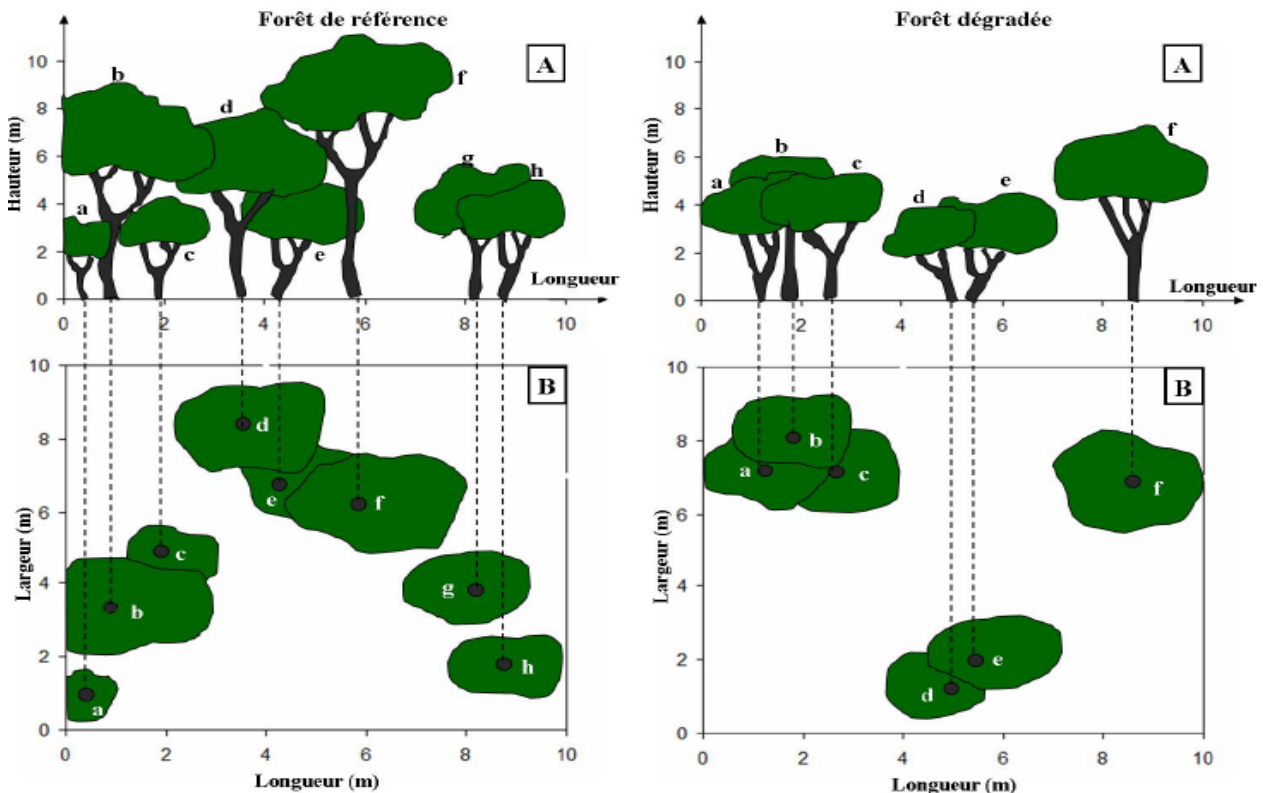 Forêt de référence
A
b
f
d
g
h
a
c
e
Hauteur (m)
10
8
6
4
2
0
Longueur
0 2 4 6 8 10
B
d
e
f
c
b
g
h
a
Largeur (m)
10
8
6
4
2
0
0 2 4 6 8 10
Longueur (m)
Forêt dégradée
A
f
b
c
a
e
d
Hauteur (m)
10
8
6
4
2
0
Longueur
0 2 4 6 8 10
B
b
a
c
f
e
d
Largeur (m)
10
8
6
4
2
0
0 2 4 6 8 10
Longueur (m)